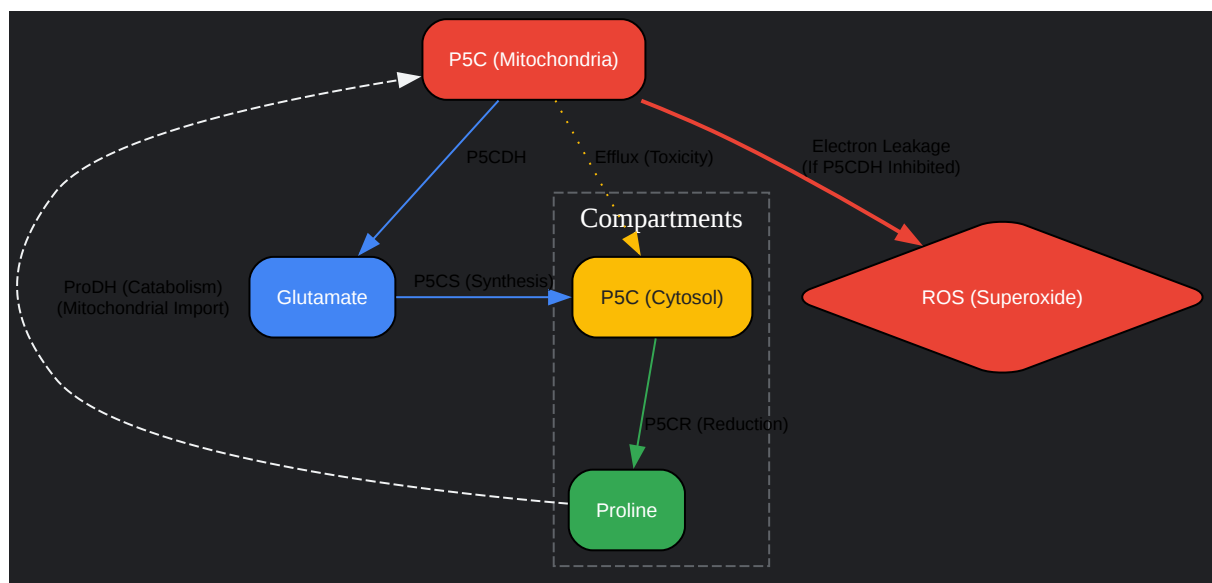 P5C (Mitochondria)
P5CDH
Efflux (Toxicity)
Electron Leakage
(If P5CDH Inhibited)
Compartments
ProDH (Catabolism)
(Mitochondrial Import)
Glutamate
P5CS (Synthesis)
P5C (Cytosol)
ROS (Superoxide)
P5CR (Reduction)
Proline